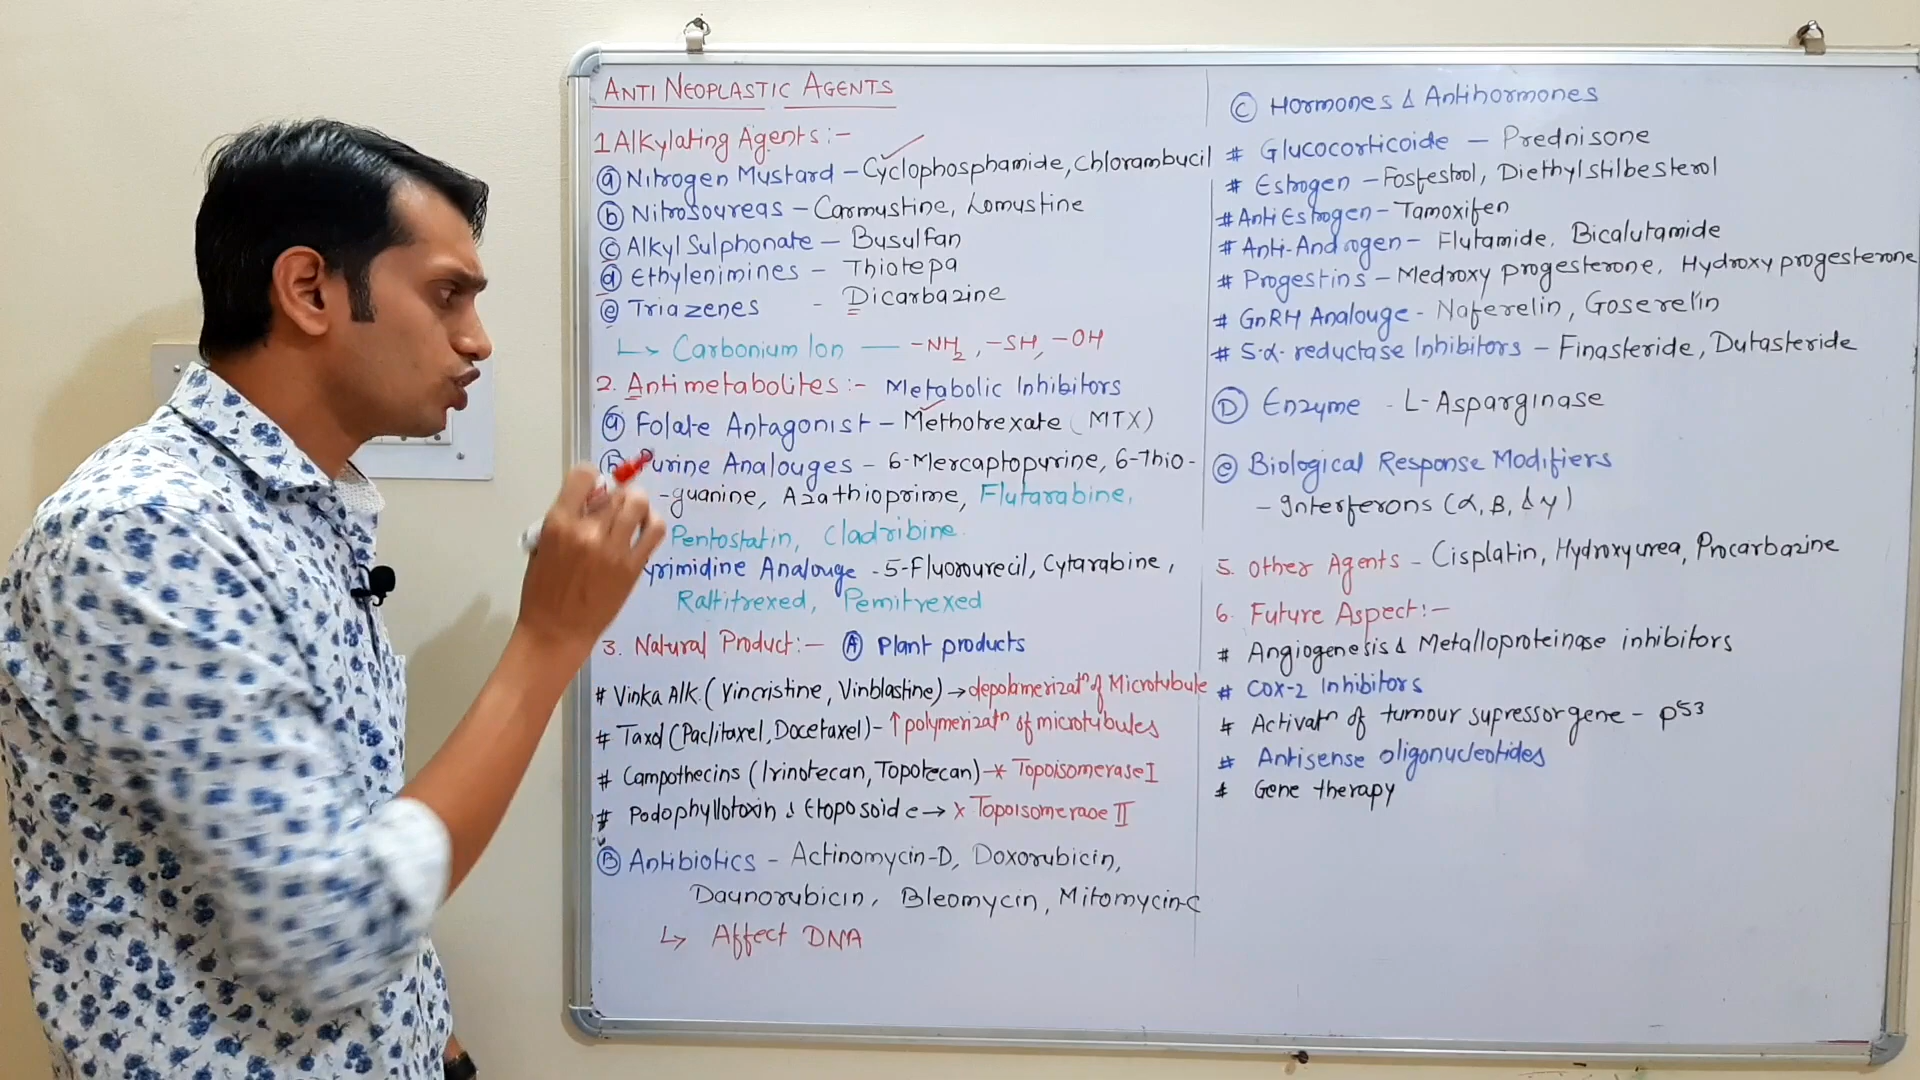 ANTI NEOPLASTIC AGENTS
1 Alkylating Agents :-
(a) Nitrogen Mustard - Cyclophosphamide, Chlorambucil
(b) Nitrosoureas - Carmustine, Lomustine
(c) Alkyl Sulphonate - Busulfan
(d) Ethylenimines - Thiotepa
(e) Triazenes - Dicarbazine
↳ Carbonium Ion — -NH2, -SH, -OH
2. Antimetabolites :- Metabolic Inhibitors
(a) Folate Antagonist - Methotrexate (MTX)
(b) Purine Analouges - 6-Mercaptopurine, 6-Thio-
-guanine, Azathioprime, Flutarabine,
Pentostatin, Cladribine.
yrimidine Analouge - 5-Fluorourecil, Cytarabine,
Raltitrexed, Pemitrexed
3. Natural Product :- (A) Plant products
# Vinka Alk. (Vincristine, Vinblastine) → depolamerizatn of Microtubule
# Taxol (Paclitaxel, Docetaxel) - ↑ polymerizatn of microtubules
# Campothecins (Irinotecan, Topotecan) -x Topoisomerase I
# Podophyllotoxin & Etoposoide → x Topoisomerase II
(B) Antibiotics - Actinomycin-D, Doxorubicin,
Daunorubicin, Bleomycin, Mitomycin-C
↳ Affect DNA
(C) Hormones & Antihormones
# Glucocorticoide - Prednisone
# Estrogen - Fosfestrol, Diethylstilbesterol
# Anti Estrogen - Tamoxifen
# Anti-Androgen - Flutamide, Bicalutamide
# Progestins - Medroxy progesterone, Hydroxy progesterone
# GnRH Analouge - Naferelin, Goserelin
# 5-α-reductase Inhibitors - Finasteride, Dutasteride
(D) Enzyme - L-Asparginase
(e) Biological Response Modifiers
- Interferons (α, β, & γ)
5. Other Agents - Cisplatin, Hydroxyurea, Procarbazine
6. Future Aspect :-
# Angiogenesis & Metalloproteinase inhibitors
# COX-2 Inhibitors
# Activatn of tumour supressor gene - p53
# Antisense oligonucleotides
# Gene therapy